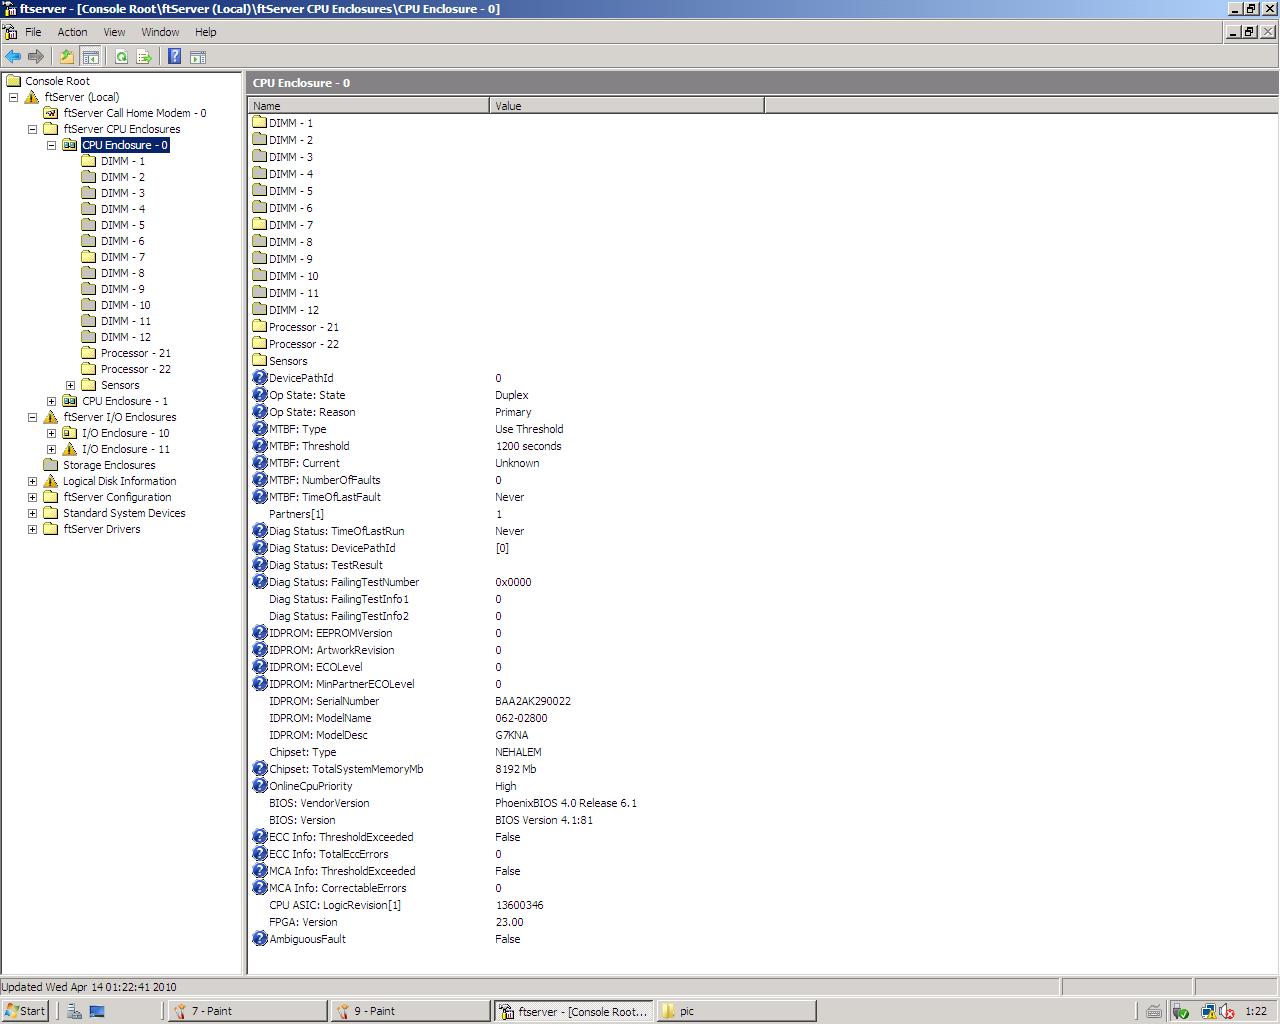 ftserver - [Console Root\ftServer (Local)\ftServer CPU Enclosures\CPU Enclosure - 0]
File Action View Window Help
Console Root
ftServer (Local)
ftServer Call Home Modem - 0
ftServer CPU Enclosures
CPU Enclosure - 0
DIMM - 1
DIMM - 2
DIMM - 3
DIMM - 4
DIMM - 5
DIMM - 6
DIMM - 7
DIMM - 8
DIMM - 9
DIMM - 10
DIMM - 11
DIMM - 12
Processor - 21
Processor - 22
Sensors
CPU Enclosure - 1
ftServer I/O Enclosures
I/O Enclosure - 10
I/O Enclosure - 11
Storage Enclosures
Logical Disk Information
ftServer Configuration
Standard System Devices
ftServer Drivers
CPU Enclosure - 0
Name Value
DIMM - 1
DIMM - 2
DIMM - 3
DIMM - 4
DIMM - 5
DIMM - 6
DIMM - 7
DIMM - 8
DIMM - 9
DIMM - 10
DIMM - 11
DIMM - 12
Processor - 21
Processor - 22
Sensors
DevicePathId 0
Op State: State Duplex
Op State: Reason Primary
MTBF: Type Use Threshold
MTBF: Threshold 1200 seconds
MTBF: Current Unknown
MTBF: NumberOfFaults 0
MTBF: TimeOfLastFault Never
Partners[1] 1
Diag Status: TimeOfLastRun Never
Diag Status: DevicePathId [0]
Diag Status: TestResult
Diag Status: FailingTestNumber 0x0000
Diag Status: FailingTestInfo1 0
Diag Status: FailingTestInfo2 0
IDPROM: EEPROMVersion 0
IDPROM: ArtworkRevision 0
IDPROM: ECOLevel 0
IDPROM: MinPartnerECOLevel 0
IDPROM: SerialNumber BAA2AK290022
IDPROM: ModelName 062-02800
IDPROM: ModelDesc G7KNA
Chipset: Type NEHALEM
Chipset: TotalSystemMemoryMb 8192 Mb
OnlineCpuPriority High
BIOS: VendorVersion PhoenixBIOS 4.0 Release 6.1
BIOS: Version BIOS Version 4.1:81
ECC Info: ThresholdExceeded False
ECC Info: TotalEccErrors 0
MCA Info: ThresholdExceeded False
MCA Info: CorrectableErrors 0
CPU ASIC: LogicRevision[1] 13600346
FPGA: Version 23.00
AmbiguousFault False
Updated Wed Apr 14 01:22:41 2010
Start 7 - Paint 9 - Paint ftserver - [Console Root... pic 1:22